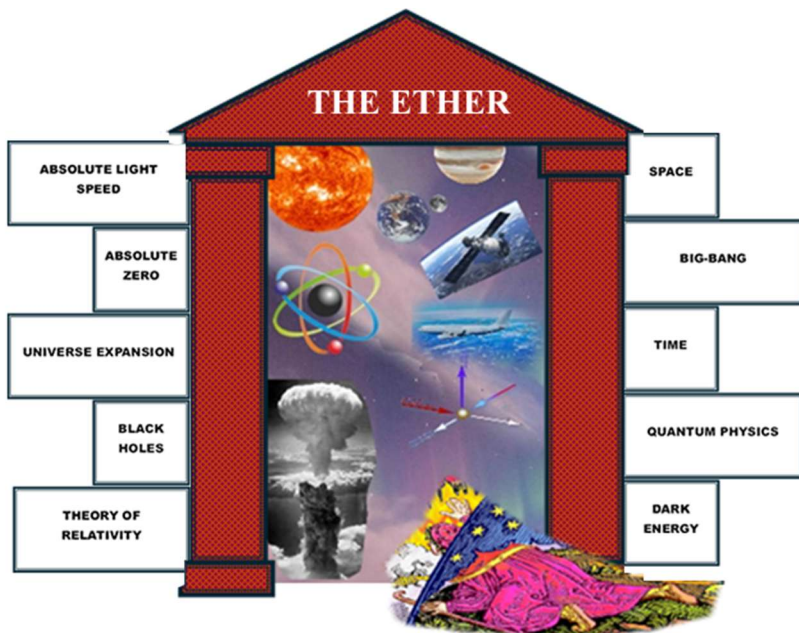 THE ETHER
ABSOLUTE LIGHT
SPEED
ABSOLUTE
ZERO
UNIVERSE EXPANSION
BLACK
HOLES
THEORY OF
RELATIVITY
SPACE
BIG-BANG
TIME
QUANTUM PHYSICS
DARK
ENERGY